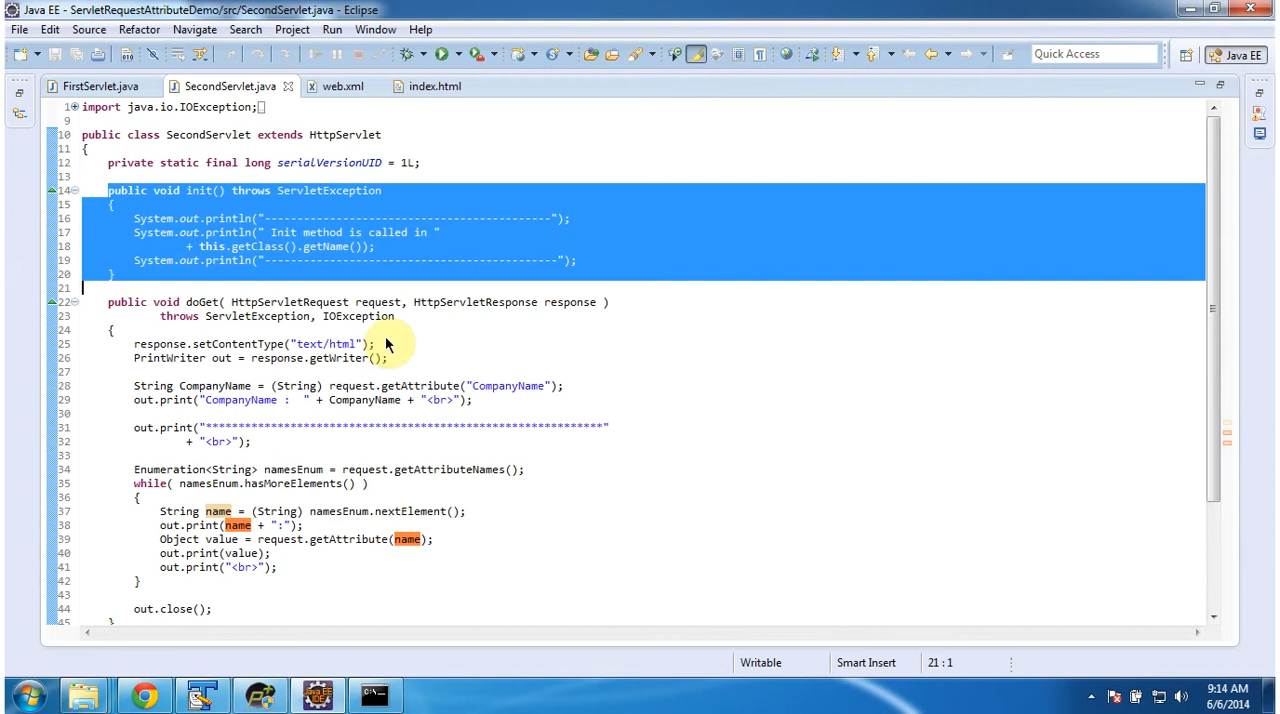 Java EE - ServletRequestAttributeDemo/src/SecondServlet.java - Eclipse
File Edit Source Refactor Navigate Search Project Run Window Help
Quick Access
Java EE
FirstServlet.java
SecondServlet.java
web.xml
index.html
1 import java.io.IOException;
9
10 public class SecondServlet extends HttpServlet
11 {
12 private static final long serialVersionUID = 1L;
13
14 public void init() throws ServletException
15 {
16 System.out.println("--------------------------------------------");
17 System.out.println(" Init method is called in "
18 + this.getClass().getName());
19 System.out.println("---------------------------------------------");
20 }
21
22 public void doGet( HttpServletRequest request, HttpServletResponse response )
23 throws ServletException, IOException
24 {
25 response.setContentType("text/html");
26 PrintWriter out = response.getWriter();
27
28 String CompanyName = (String) request.getAttribute("CompanyName");
29 out.print("CompanyName :  " + CompanyName + "<br>");
30
31 out.print("*************************************************************"
32 + "<br>");
33
34 Enumeration<String> namesEnum = request.getAttributeNames();
35 while( namesEnum.hasMoreElements() )
36 {
37 String name = (String) namesEnum.nextElement();
38 out.print(name + ":");
39 Object value = request.getAttribute(name);
40 out.print(value);
41 out.print("<br>");
42 }
43
44 out.close();
45 }
Writable
Smart Insert
21 : 1
Java EE
IDE
9:14 AM
6/6/2014